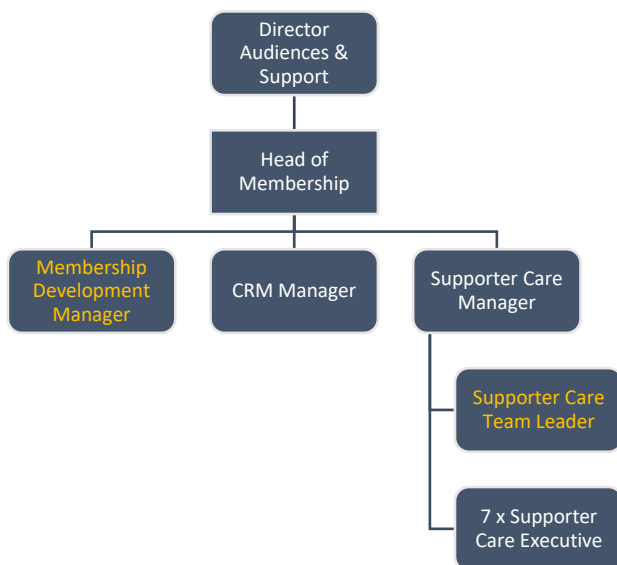 Director
Audiences &
Support
Head of
Membership
Membership
Development
Manager
CRM Manager
Supporter Care
Manager
Supporter Care
Team Leader
7 x Supporter
Care Executive